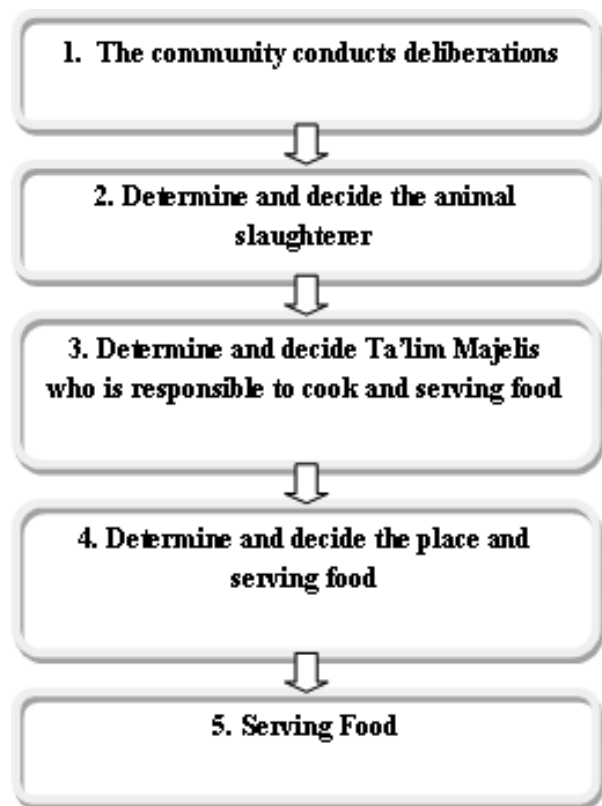 1. The community conducts deliberations
2. Determine and decide the animal
slaughterer
3. Determine and decide Ta'lim Majelis
who is responsible to cook and serving food
4. Determine and decide the place and
serving food
5. Serving Food